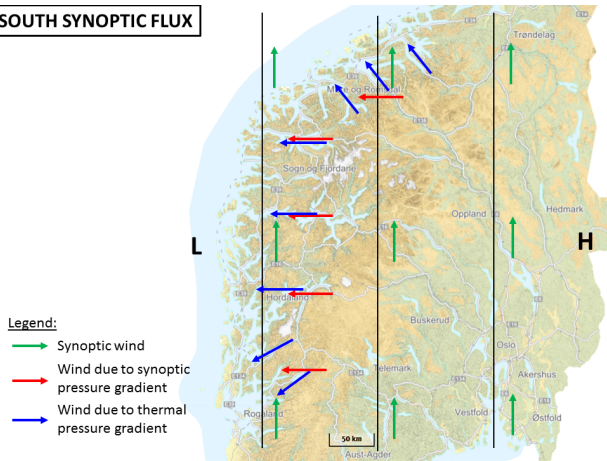 SOUTH SYNOPTIC FLUX
Trøndelag
Møre og Romsdal
Sogn og Fjordane
Oppland
Hedmark
L
H
Hordaland
Buskerud
Oslo
Telemark
Akershus
Rogaland
Vestfold
Østfold
Aust-Agder
50 km
Legend:
Synoptic wind
Wind due to synoptic
pressure gradient
Wind due to thermal
pressure gradient